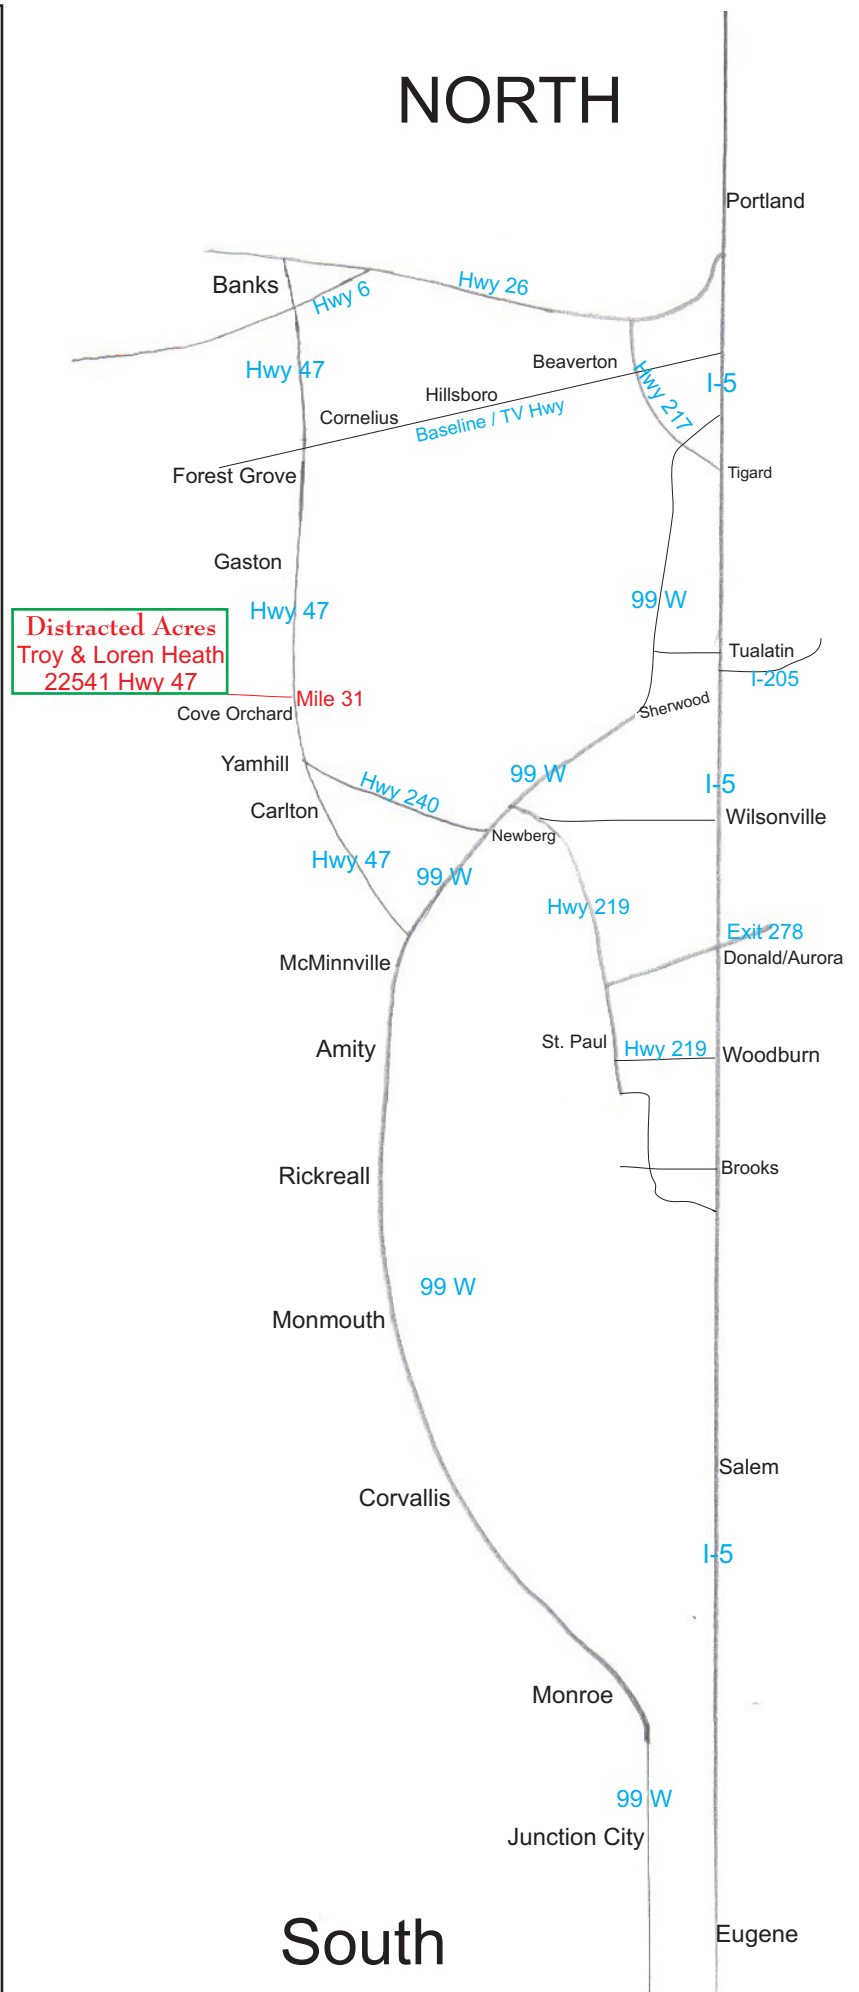 NORTH
Portland
Banks
Hwy 6
Hwy 26
Hwy 47
Beaverton
Hwy 217
I-5
Hillsboro
Cornelius
Baseline / TV Hwy
Forest Grove
Tigard
Gaston
Hwy 47
99 W
Distracted Acres
Troy & Loren Heath
22541 Hwy 47
Tualatin
I-205
Mile 31
Cove Orchard
Sherwood
Yamhill
Hwy 240
99 W
I-5
Carlton
Wilsonville
Newberg
Hwy 47
99 W
Hwy 219
Exit 278
Donald/Aurora
McMinnville
Amity
St. Paul
Hwy 219
Woodburn
Rickreall
Brooks
99 W
Monmouth
Salem
Corvallis
I-5
Monroe
99 W
Junction City
South
Eugene